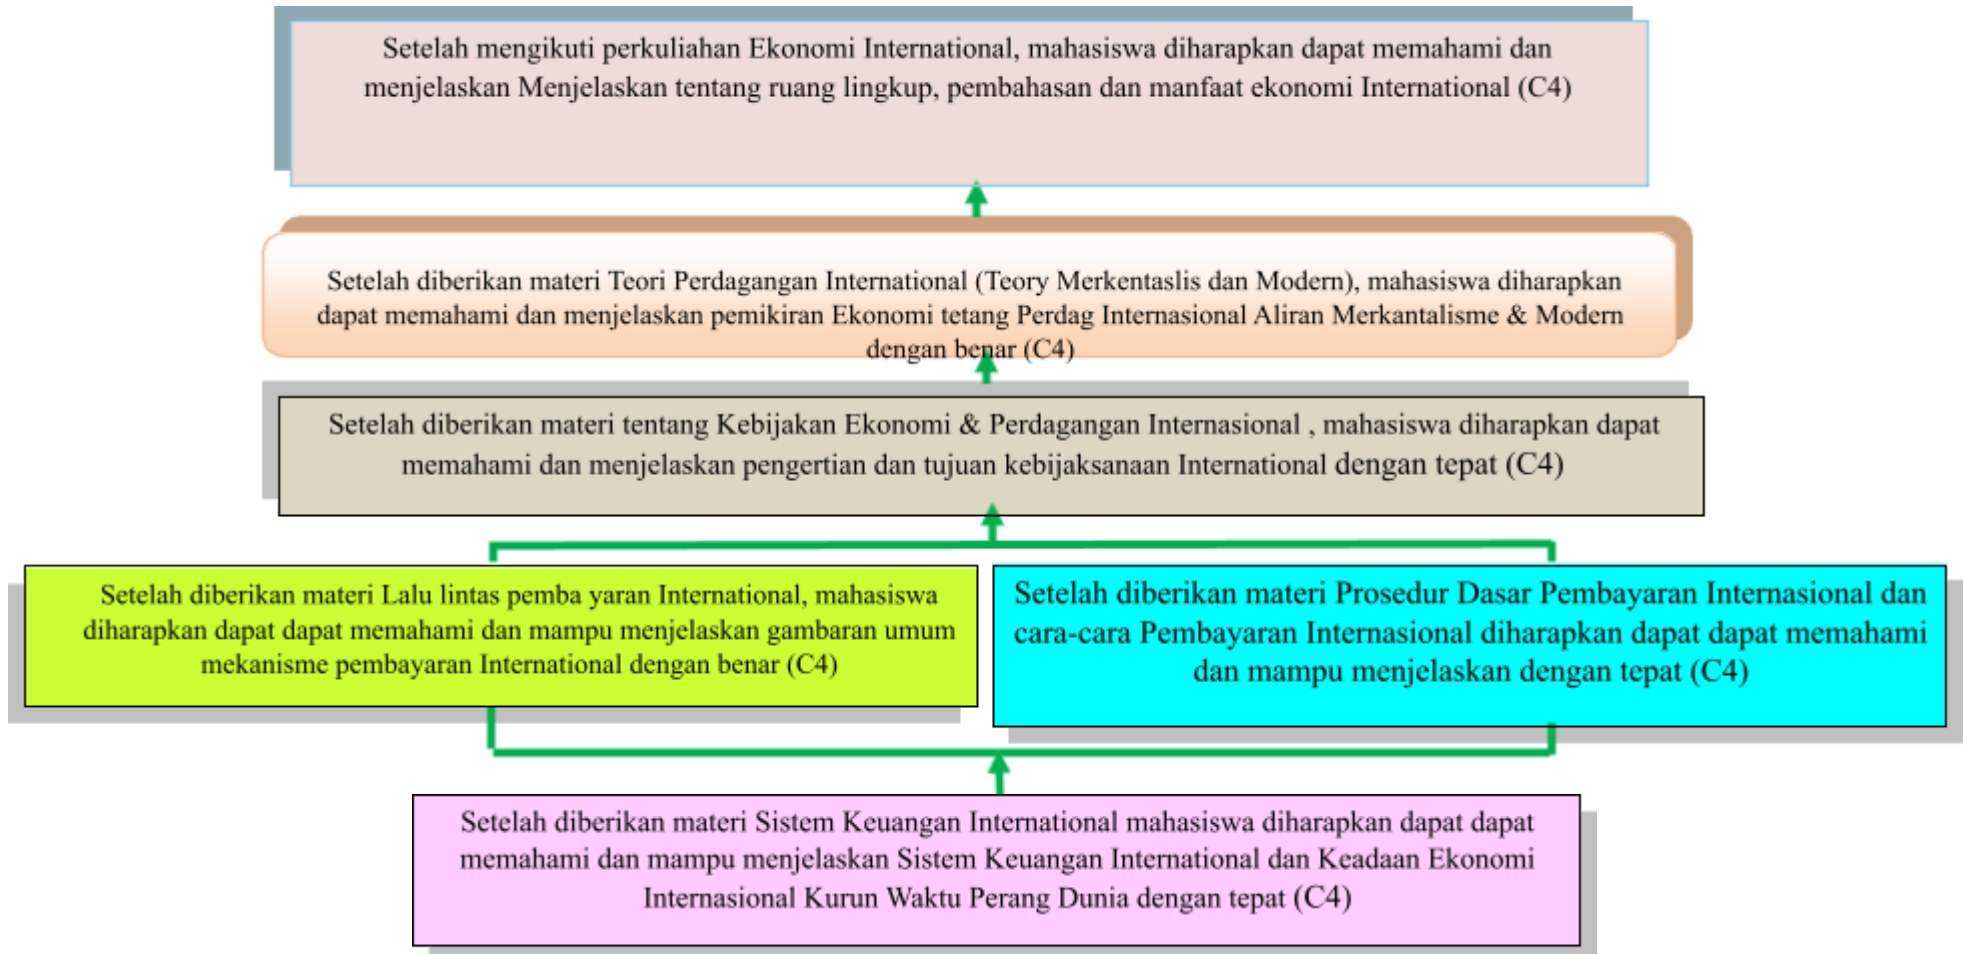 Setelah mengikuti perkuliahan Ekonomi International, mahasiswa diharapkan dapat memahami dan
menjelaskan Menjelaskan tentang ruang lingkup, pembahasan dan manfaat ekonomi International (C4)
Setelah diberikan materi Teori Perdagangan International (Teory Merkentaslis dan Modern), mahasiswa diharapkan
dapat memahami dan menjelaskan pemikiran Ekonomi tetang Perdag Internasional Aliran Merkantalisme & Modern
dengan benar (C4)
Setelah diberikan materi tentang Kebijakan Ekonomi & Perdagangan Internasional , mahasiswa diharapkan dapat
memahami dan menjelaskan pengertian dan tujuan kebijaksanaan International dengan tepat (C4)
Setelah diberikan materi Lalu lintas pemba yaran International, mahasiswa
diharapkan dapat dapat memahami dan mampu menjelaskan gambaran umum
mekanisme pembayaran International dengan benar (C4)
Setelah diberikan materi Prosedur Dasar Pembayaran Internasional dan
cara-cara Pembayaran Internasional diharapkan dapat dapat memahami
dan mampu menjelaskan dengan tepat (C4)
Setelah diberikan materi Sistem Keuangan International mahasiswa diharapkan dapat dapat
memahami dan mampu menjelaskan Sistem Keuangan International dan Keadaan Ekonomi
Internasional Kurun Waktu Perang Dunia dengan tepat (C4)